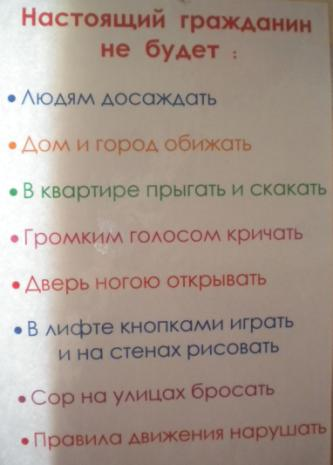 Настоящий гражданин
не будет :
• Людям досаждать
• Дом и город обижать
• В квартире прыгать и скакать
• Громким голосом кричать
• Дверь ногою открывать
• В лифте кнопками играть
и на стенах рисовать
• Сор на улицах бросать
• Правила движения нарушать